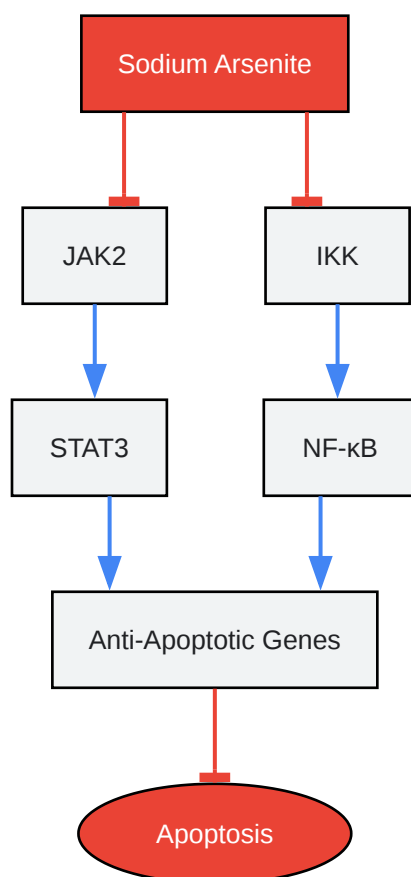 Sodium Arsenite
JAK2
IKK
STAT3
NF-κB
Anti-Apoptotic Genes
Apoptosis